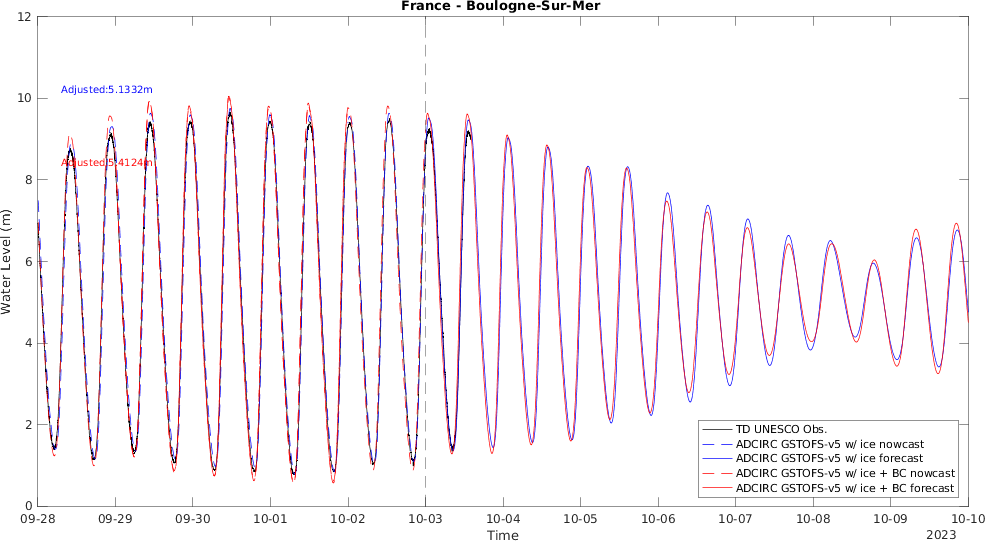 France - Boulogne-Sur-Mer
12
10
8
6
4
2
0
Water Level (m)
Adjusted:5.1332m
Adjusted:5.4124m
TD UNESCO Obs.
ADCIRC GSTOFS-v5 w/ ice nowcast
ADCIRC GSTOFS-v5 w/ ice forecast
ADCIRC GSTOFS-v5 w/ ice + BC nowcast
ADCIRC GSTOFS-v5 w/ ice + BC forecast
09-28 09-29 09-30 10-01 10-02 10-03 10-04 10-05 10-06 10-07 10-08 10-09 10-10
Time
2023